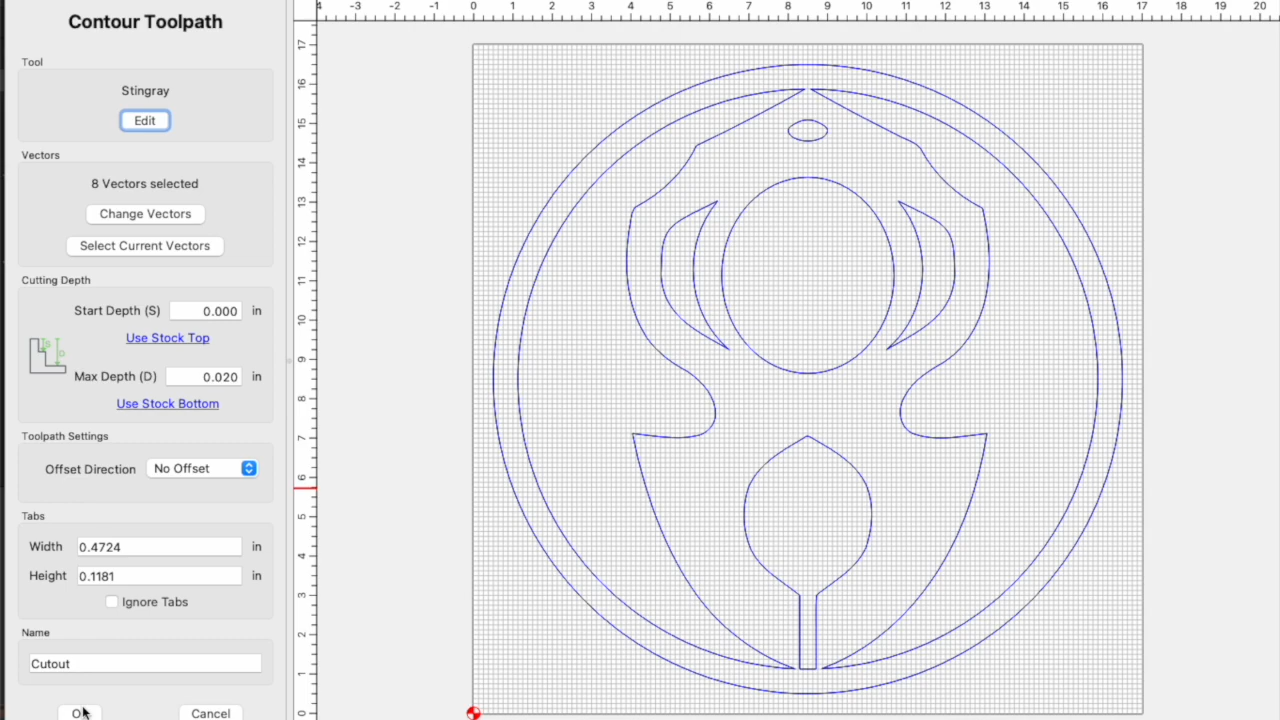 Contour Toolpath
Tool
Stingray
Edit
Vectors
8 Vectors selected
Change Vectors
Select Current Vectors
Cutting Depth
Start Depth (S) 0.000 in
Use Stock Top
Max Depth (D) 0.020 in
Use Stock Bottom
Toolpath Settings
Offset Direction No Offset
Tabs
Width 0.4724 in
Height 0.1181 in
Ignore Tabs
Name
Cutout
Cancel
-3 -2 -1 0 1 2 3 4 5 6 7 8 9 10 11 12 13 14 15 16 17 18 19 20
17
16
15
14
13
12
11
10
9
8
7
6
5
4
3
2
1
0